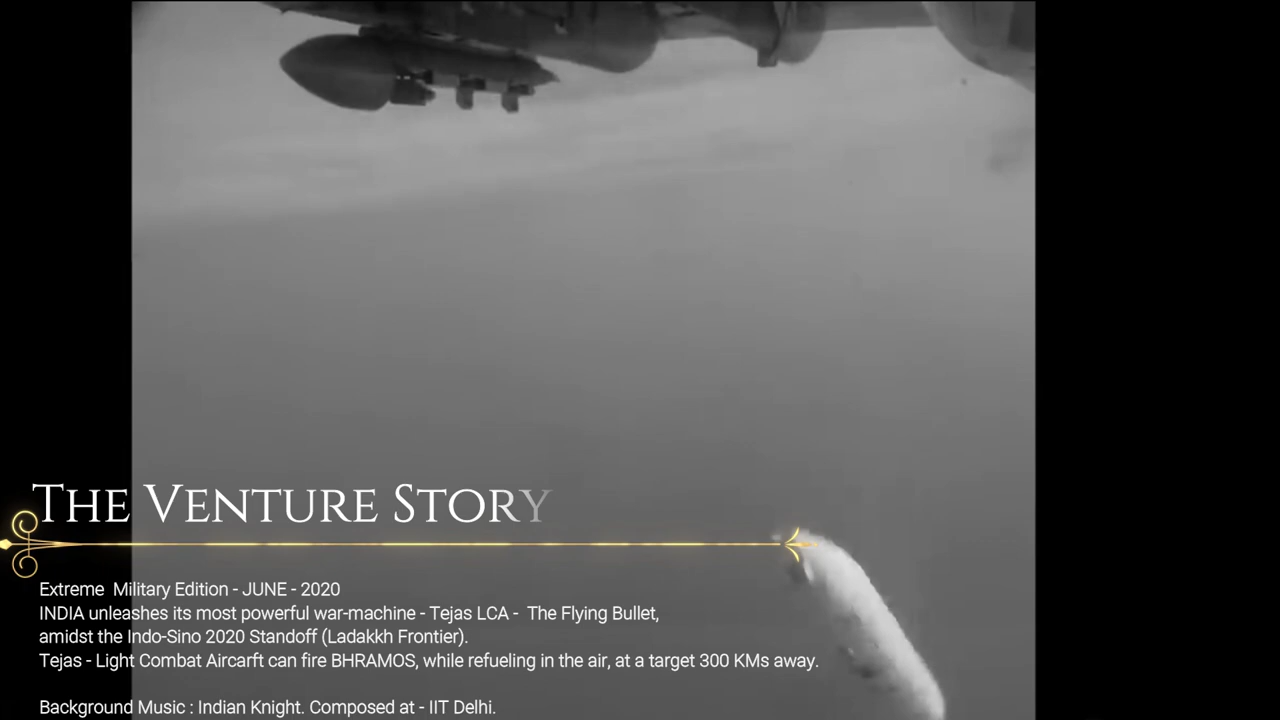 The Venture Story
Extreme  Military Edition - JUNE - 2020
INDIA unleashes its most powerful war-machine - Tejas LCA -  The Flying Bullet,
amidst the Indo-Sino 2020 Standoff (Ladakkh Frontier).
Tejas - Light Combat Aircarft can fire BHRAMOS, while refueling in the air, at a target 300 KMs away.
Background Music : Indian Knight. Composed at - IIT Delhi.